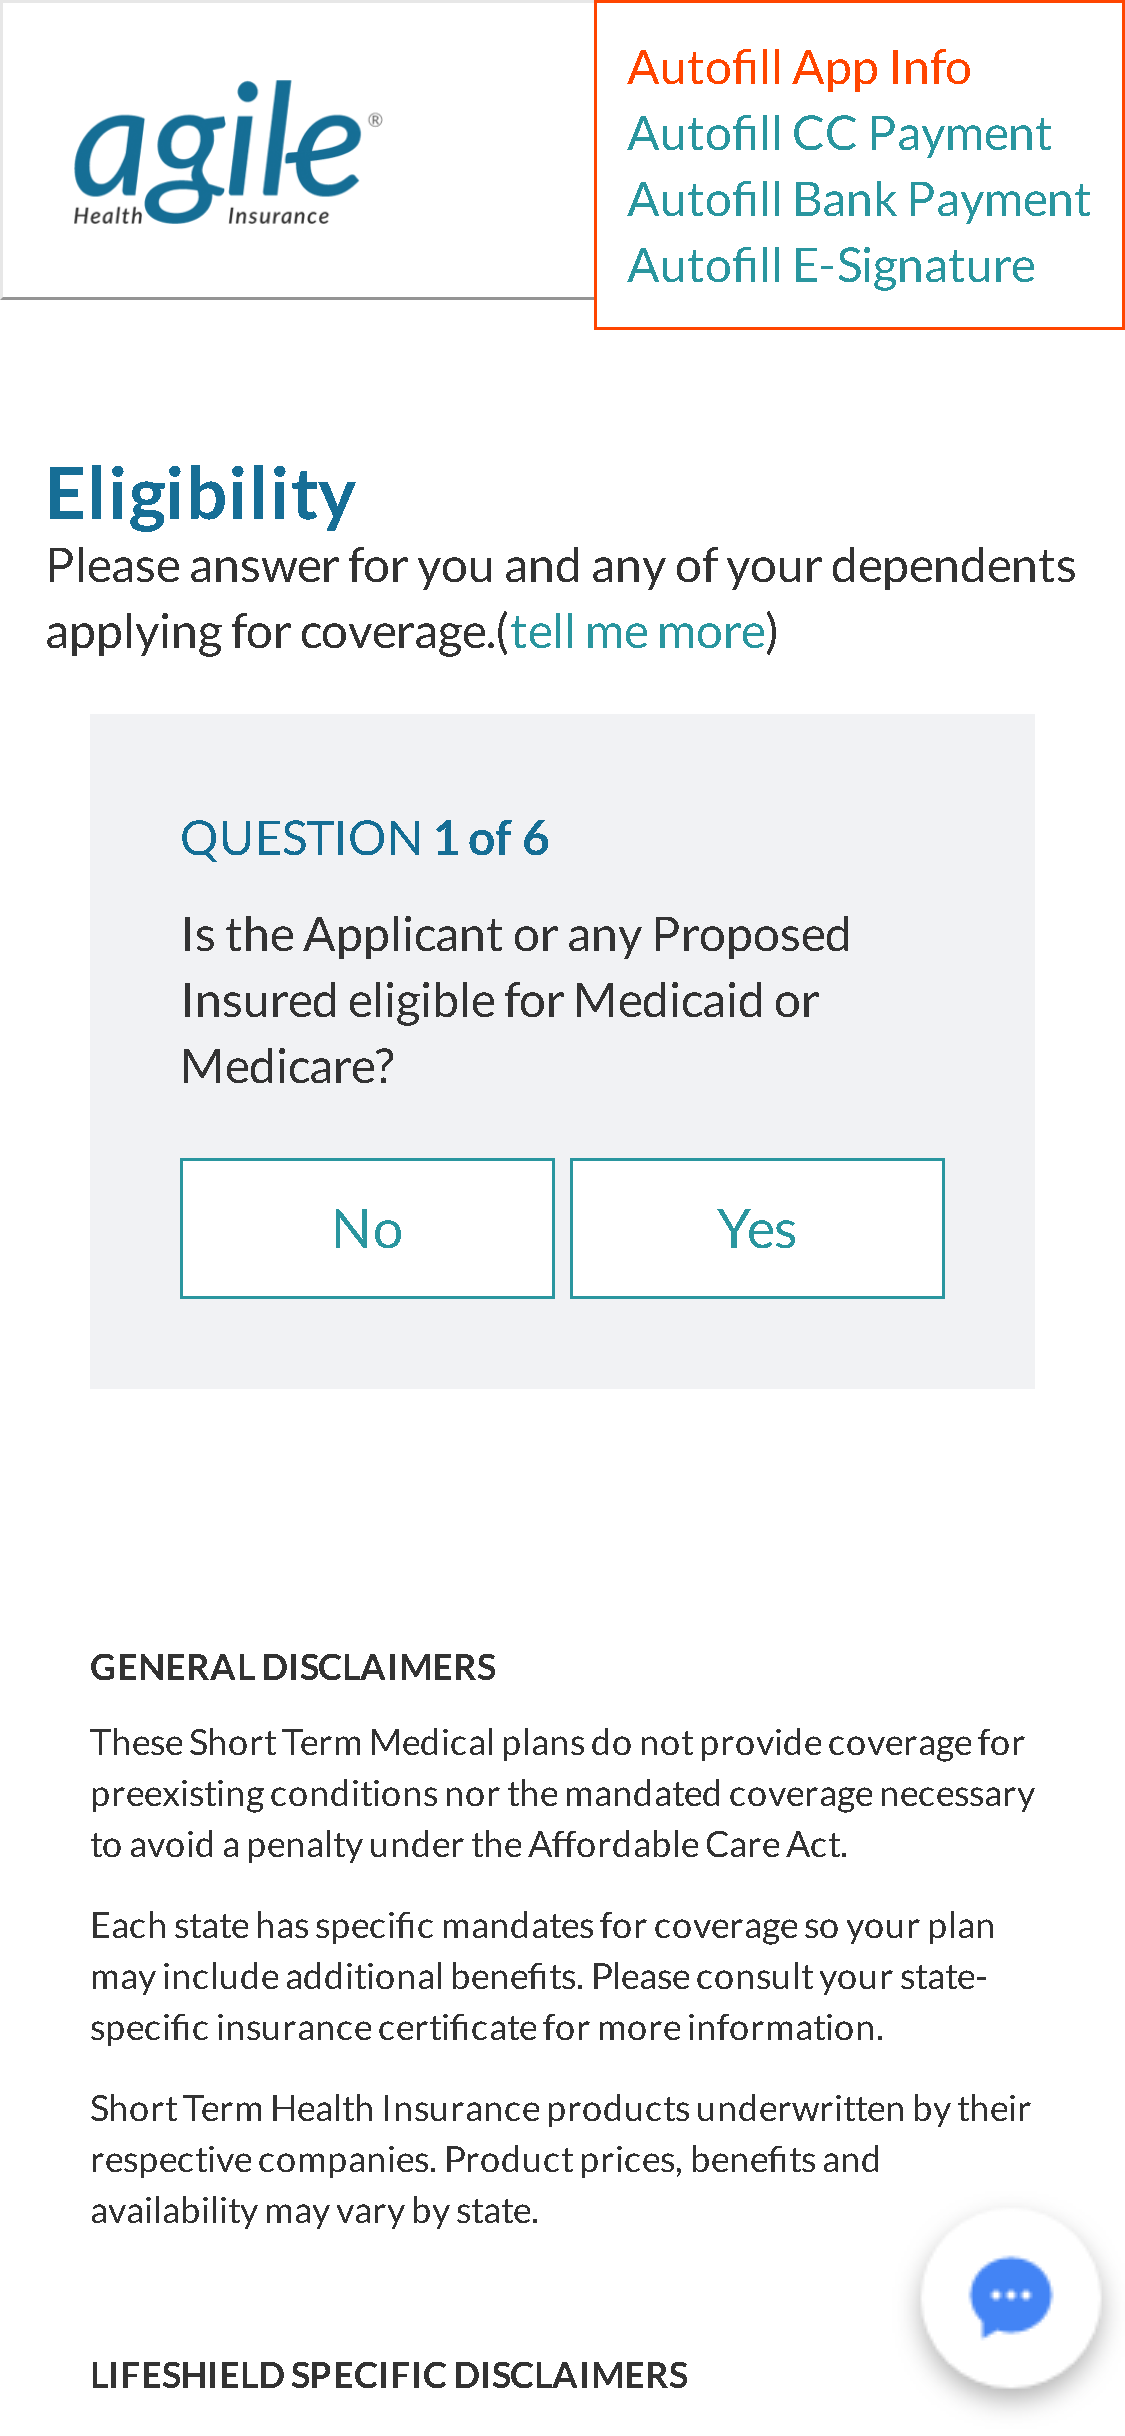 agile®
Health Insurance
Autofill App Info
Autofill CC Payment
Autofill Bank Payment
Autofill E-Signature
Eligibility
Please answer for you and any of your dependents
applying for coverage.(tell me more)
QUESTION 1 of 6
Is the Applicant or any Proposed
Insured eligible for Medicaid or
Medicare?
No
Yes
GENERAL DISCLAIMERS
These Short Term Medical plans do not provide coverage for
preexisting conditions nor the mandated coverage necessary
to avoid a penalty under the Affordable Care Act.
Each state has specific mandates for coverage so your plan
may include additional benefits. Please consult your state-
specific insurance certificate for more information.
Short Term Health Insurance products underwritten by their
respective companies. Product prices, benefits and
availability may vary by state.
LIFESHIELD SPECIFIC DISCLAIMERS